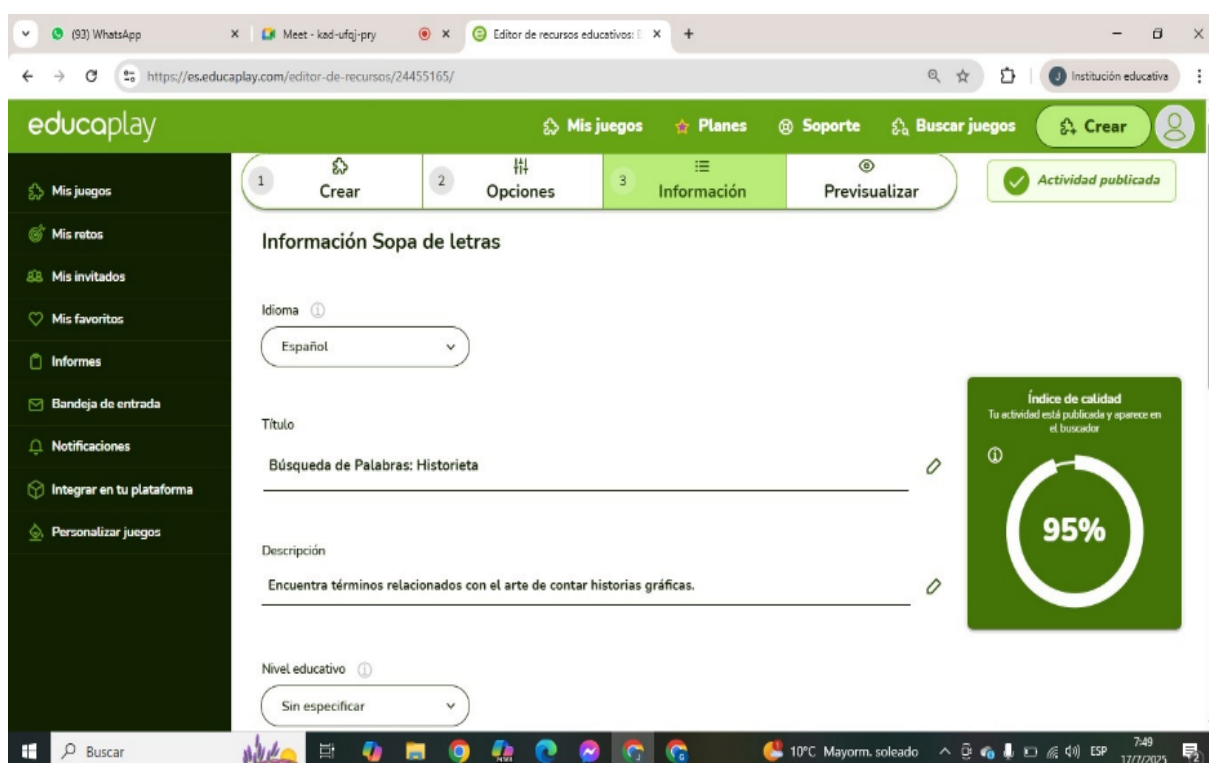 (93) WhatsApp
Meet - kad-ufqj-pry
Editor de recursos educativos:
https://es.educaplay.com/editor-de-recursos/24455165/
J Institución educativa
educaplay
Mis juegos
Planes
Soporte
Buscar juegos
Crear
Mis juegos
Mis retos
Mis invitados
Mis favoritos
Informes
Bandeja de entrada
Notificaciones
Integrar en tu plataforma
Personalizar juegos
1 Crear
2 Opciones
3 Información
Previsualizar
Actividad publicada
Información Sopa de letras
Idioma
Español
Título
Búsqueda de Palabras: Historieta
Descripción
Encuentra términos relacionados con el arte de contar historias gráficas.
Nivel educativo
Sin especificar
Índice de calidad
Tu actividad está publicada y aparece en
el buscador
95%
Buscar
10°C Mayorm. soleado
ESP
7:49
17/7/2025